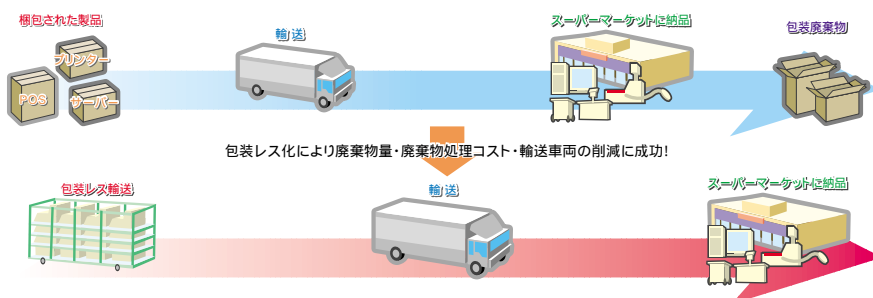 梱包された製品
プリンター
POS
サーバー
輸送
スーパーマーケットに納品
包装廃棄物
包装レス化により廃棄物量・廃棄物処理コスト・輸送車両の削減に成功!
包装レス輸送
輸送
スーパーマーケットに納品